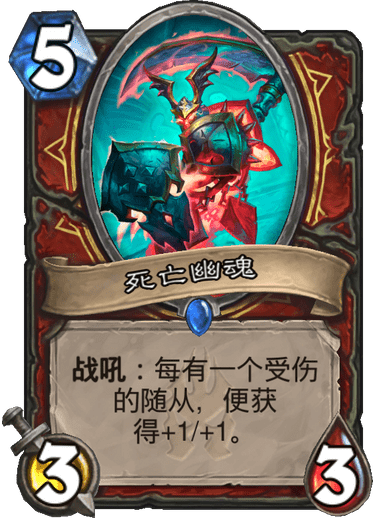 5
死亡幽魂
战吼：每有一个受伤
的随从，便获
得+1/+1。
3
3